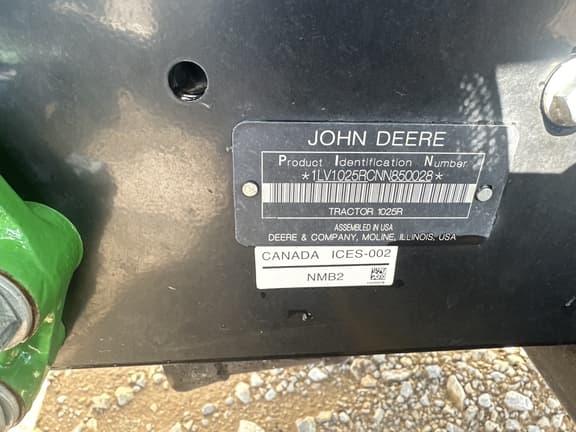 JOHN DEERE
Product Identification Number
*1LV1025RCNN850028*
TRACTOR 1025R
ASSEMBLED IN USA
DEERE & COMPANY, MOLINE, ILLINOIS, USA
CANADA ICES-002
NMB2